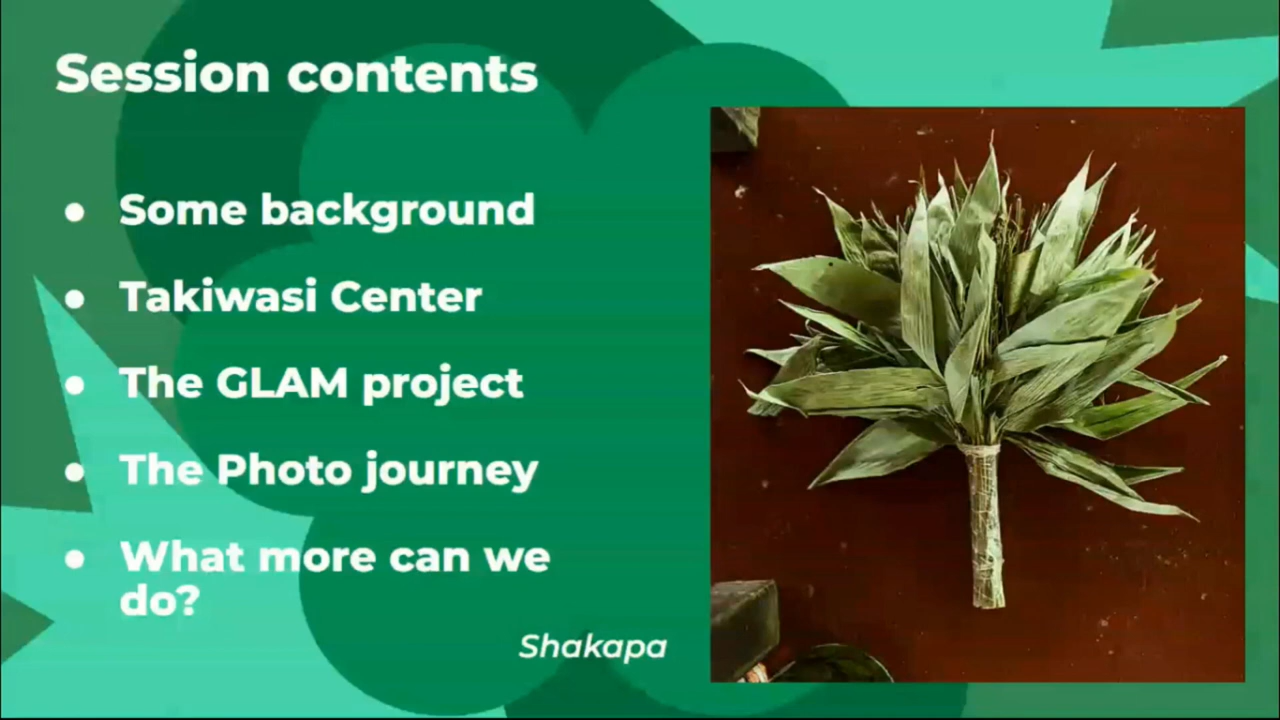 Session contents
● Some background
● Takiwasi Center
● The GLAM project
● The Photo journey
● What more can we
do?
Shakapa